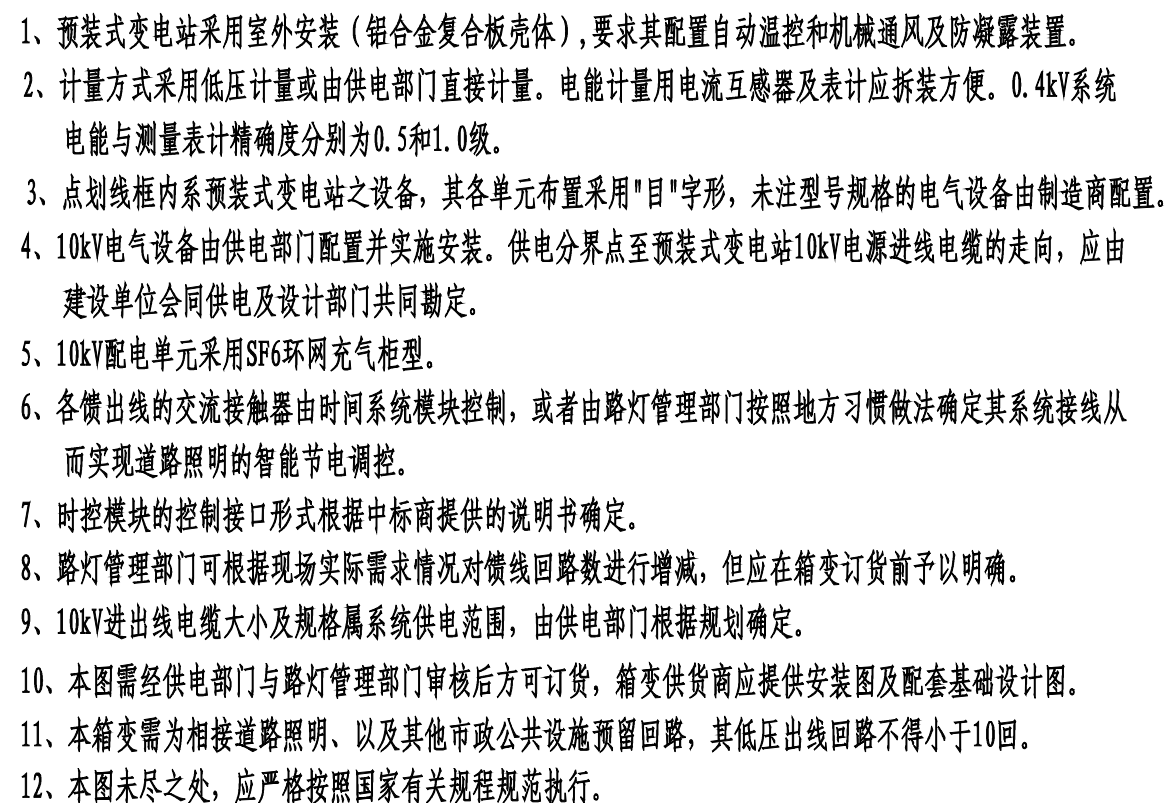 1、预装式变电站采用室外安装(铝合金复合板壳体),要求其配置自动温控和机械通风及防凝露装置。
2、计量方式采用低压计量或由供电部门直接计量。电能计量用电流互感器及表计应拆装方便。0.4kV系统
电能与测量表计精确度分别为0.5和1.0级。
3、点划线框内系预装式变电站之设备，其各单元布置采用"目"字形，未注型号规格的电气设备由制造商配置。
4、10kV电气设备由供电部门配置并实施安装。供电分界点至预装式变电站10kV电源进线电缆的走向，应由
建设单位会同供电及设计部门共同勘定。
5、10kV配电单元采用SF6环网充气柜型。
6、各馈出线的交流接触器由时间系统模块控制，或者由路灯管理部门按照地方习惯做法确定其系统接线从
而实现道路照明的智能节电调控。
7、时控模块的控制接口形式根据中标商提供的说明书确定。
8、路灯管理部门可根据现场实际需求情况对馈线回路数进行增减，但应在箱变订货前予以明确。
9、10kV进出线电缆大小及规格属系统供电范围，由供电部门根据规划确定。
10、本图需经供电部门与路灯管理部门审核后方可订货，箱变供货商应提供安装图及配套基础设计图。
11、本箱变需为相接道路照明、以及其他市政公共设施预留回路，其低压出线回路不得小于10回。
12、本图未尽之处，应严格按照国家有关规程规范执行。